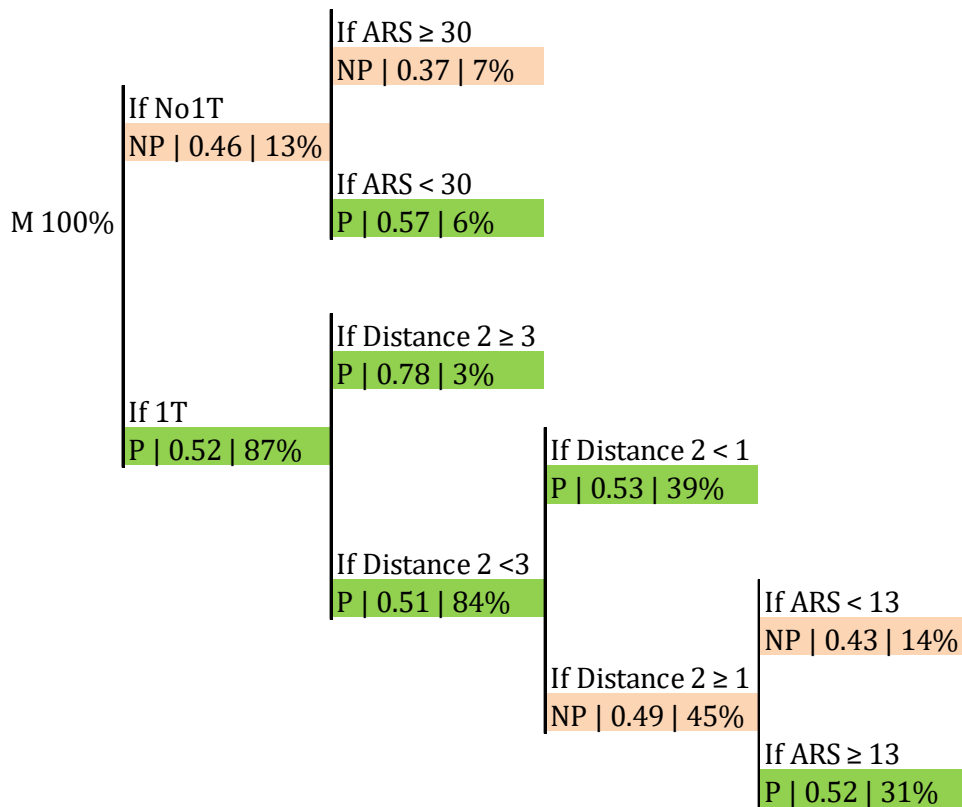 If ARS ≥ 30
NP | 0.37 | 7%
If No1T
NP | 0.46 | 13%
If ARS < 30
P | 0.57 | 6%
M 100%
If Distance 2 ≥ 3
P | 0.78 | 3%
If 1T
P | 0.52 | 87%
If Distance 2 < 1
P | 0.53 | 39%
If Distance 2 <3
P | 0.51 | 84%
If ARS < 13
NP | 0.43 | 14%
If Distance 2 ≥ 1
NP | 0.49 | 45%
If ARS ≥ 13
P | 0.52 | 31%